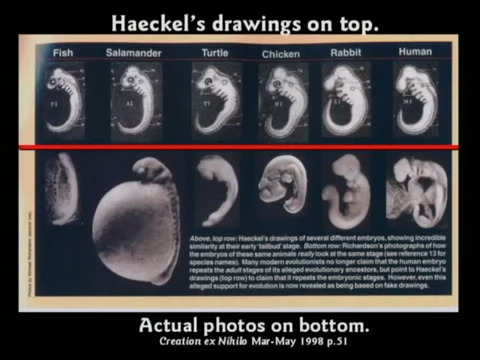 Haeckel's drawings on top.
Fish Salamander Turtle Chicken Rabbit Human
Above, top row: Haeckel's drawings of several different embryos, showing incredible
similarity at their early 'tailbud' stage. Bottom row: Richardson's photographs of how
the embryos of these same animals really look at the same stage (see reference 13 for
species names). Many modern evolutionists no longer claim that the human embryo
repeats the adult stages of its alleged evolutionary ancestors, but point to Haeckel's
drawings (top row) to claim that it repeats the embryonic stages. However, even this
alleged support for evolution is now revealed as being based on fake drawings.
Actual photos on bottom.
Creation ex Nihilo Mar-May 1998 p.51